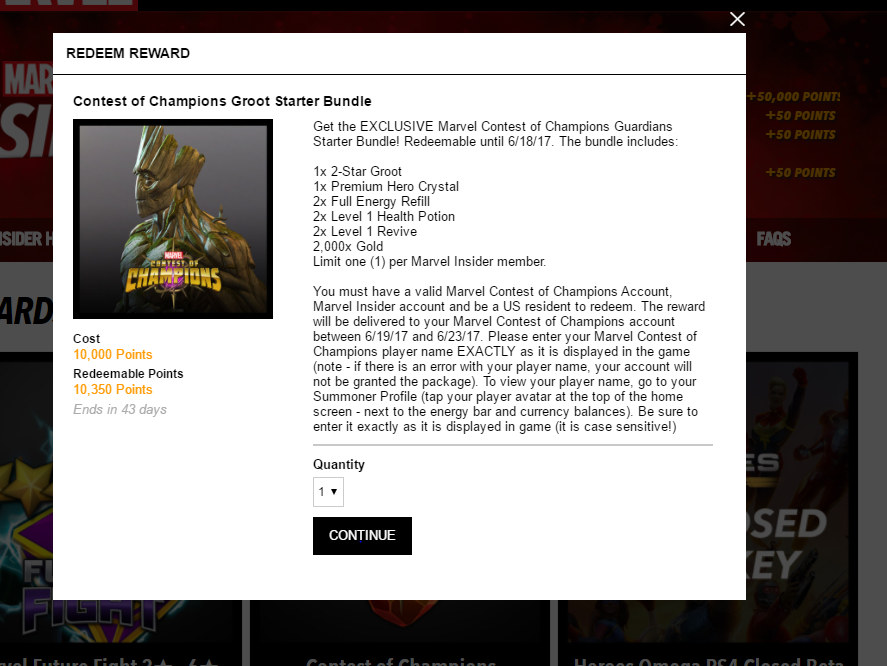 REDEEM REWARD
Contest of Champions Groot Starter Bundle
MARVEL
CONTEST OF
CHAMPIONS
Cost
10,000 Points
Redeemable Points
10,350 Points
Ends in 43 days
Get the EXCLUSIVE Marvel Contest of Champions Guardians
Starter Bundle! Redeemable until 6/18/17. The bundle includes:
1x 2-Star Groot
1x Premium Hero Crystal
2x Full Energy Refill
2x Level 1 Health Potion
2x Level 1 Revive
2,000x Gold
Limit one (1) per Marvel Insider member.
You must have a valid Marvel Contest of Champions Account,
Marvel Insider account and be a US resident to redeem. The reward
will be delivered to your Marvel Contest of Champions account
between 6/19/17 and 6/23/17. Please enter your Marvel Contest of
Champions player name EXACTLY as it is displayed in the game
(note - if there is an error with your player name, your account will
not be granted the package). To view your player name, go to your
Summoner Profile (tap your player avatar at the top of the home
screen - next to the energy bar and currency balances). Be sure to
enter it exactly as it is displayed in game (it is case sensitive!)
Quantity
1
CONTINUE
MAR
SI
+50,000 POINTS
+50 POINTS
+50 POINTS
+50 POINTS
NSIDER H
FAQS
ARD
FU
FIGHT
ES
OSED
KEY
vel Future Fight
Contest of Champions
Heroes Omega PS4 Closed Beta